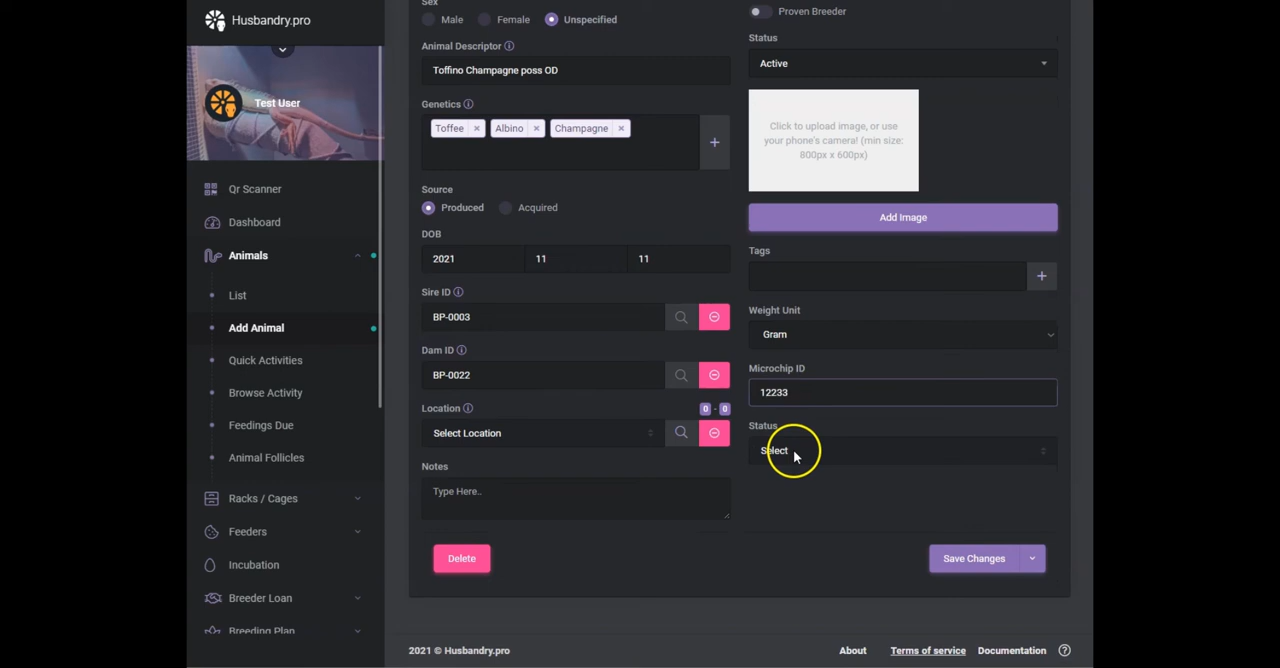 Husbandry.pro
Test User
Qr Scanner
Dashboard
Animals
List
Add Animal
Quick Activities
Browse Activity
Feedings Due
Animal Follicles
Racks / Cages
Feeders
Incubation
Breeder Loan
Breeding Plan
Sex
Male Female Unspecified
Animal Descriptor
Toffino Champagne poss OD
Genetics
Toffee × Albino × Champagne ×
+
Source
Produced Acquired
DOB
2021 11 11
Sire ID
BP-0003
Dam ID
BP-0022
Location 0 - 0
Select Location
Notes
Type Here..
Delete
Proven Breeder
Status
Active
Click to upload image, or use
your phone's camera! (min size:
800px x 600px)
Add Image
Tags
+
Weight Unit
Gram
Microchip ID
12233
Status
Select
Save Changes
2021 © Husbandry.pro
About Terms of service Documentation ?